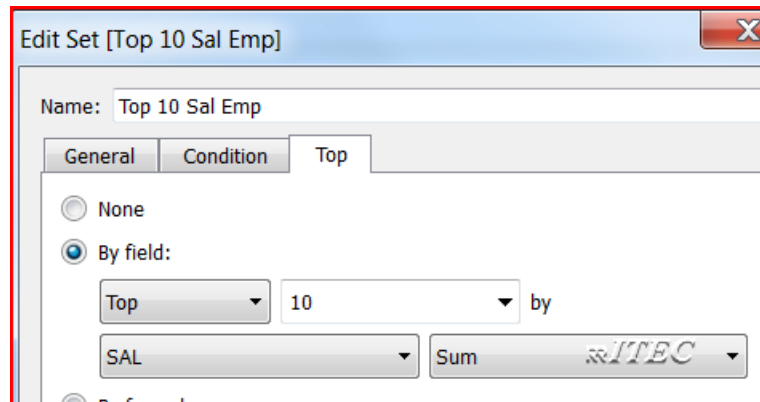 Edit Set [Top 10 Sal Emp]
X
Name: Top 10 Sal Emp
General Condition Top
None
By field:
Top 10 by
SAL Sum ITEC